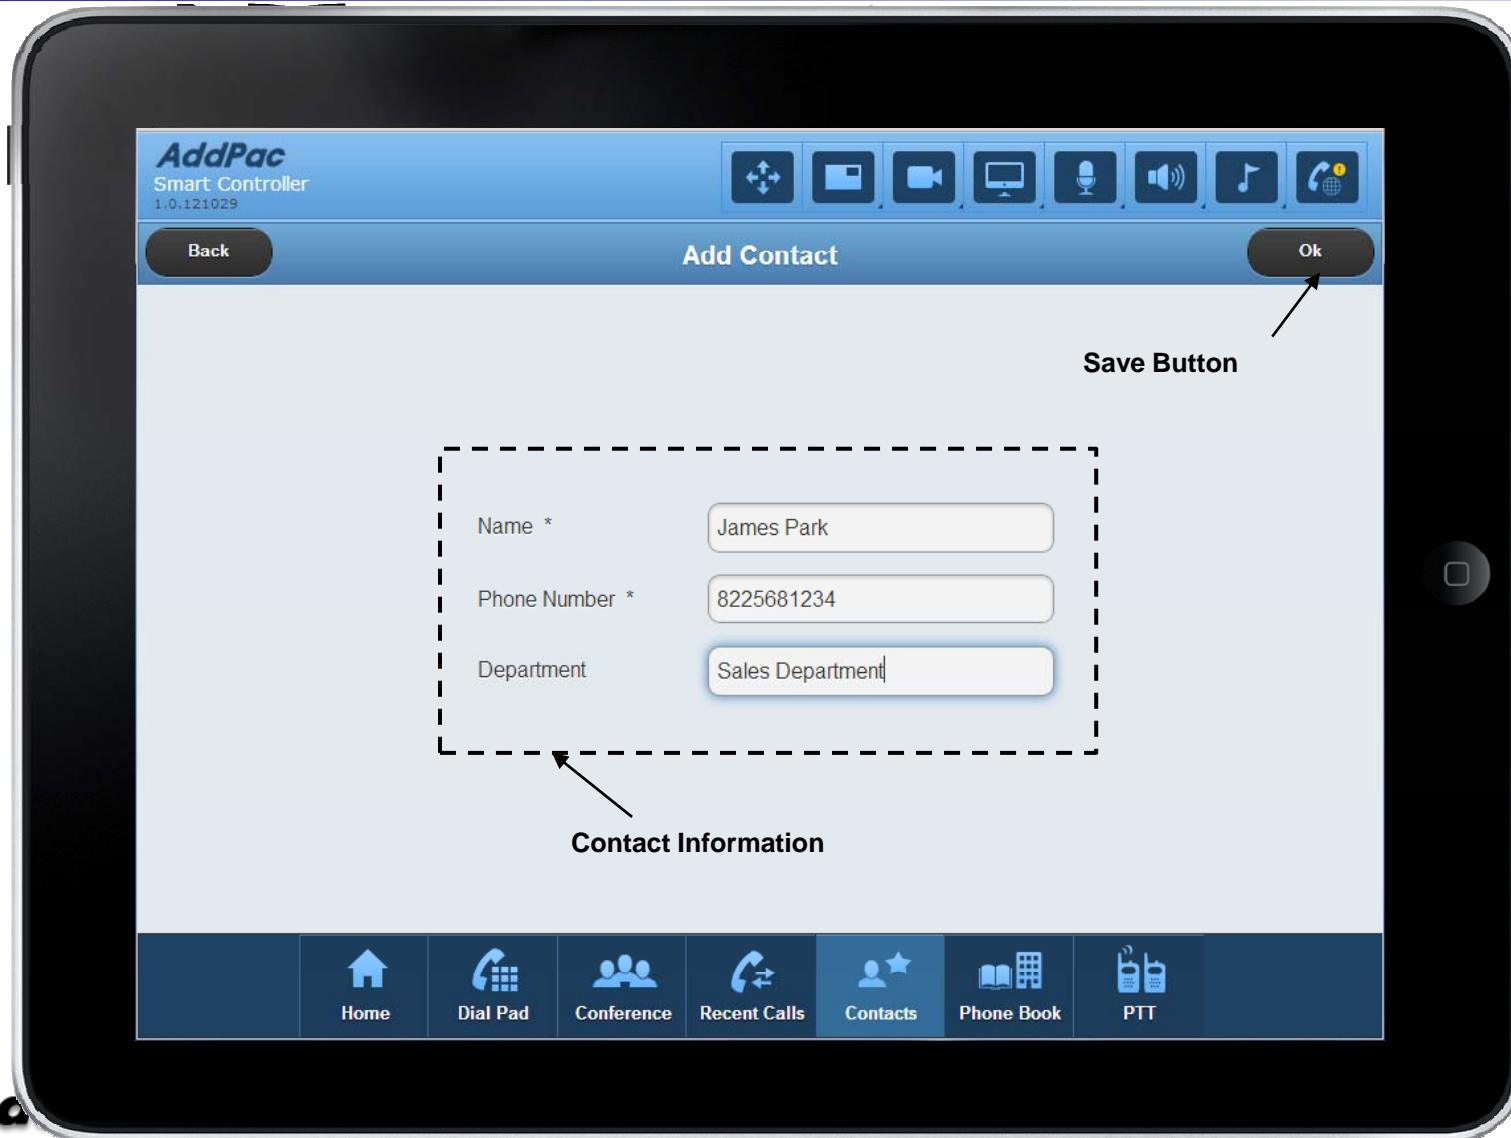 AddPac
Smart Controller
1.0.121029
Back
Add Contact
Ok
Save Button
Name *
James Park
Phone Number *
8225681234
Department
Sales Department
Contact Information
Home
Dial Pad
Conference
Recent Calls
Contacts
Phone Book
PTT